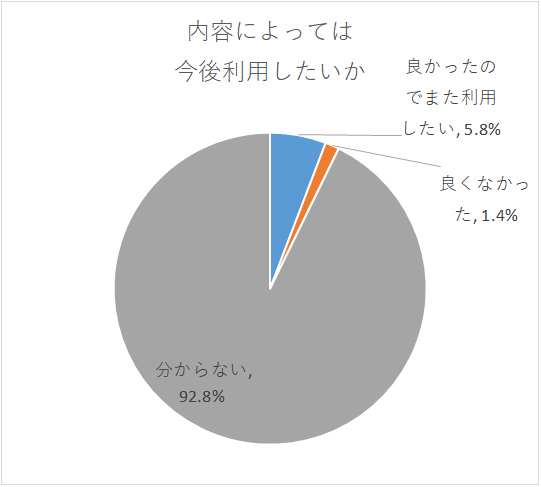 内容によっては
今後利用したいか
良かったの
でまた利用
したい, 5.8%
良くなかっ
た, 1.4%
分からない,
92.8%